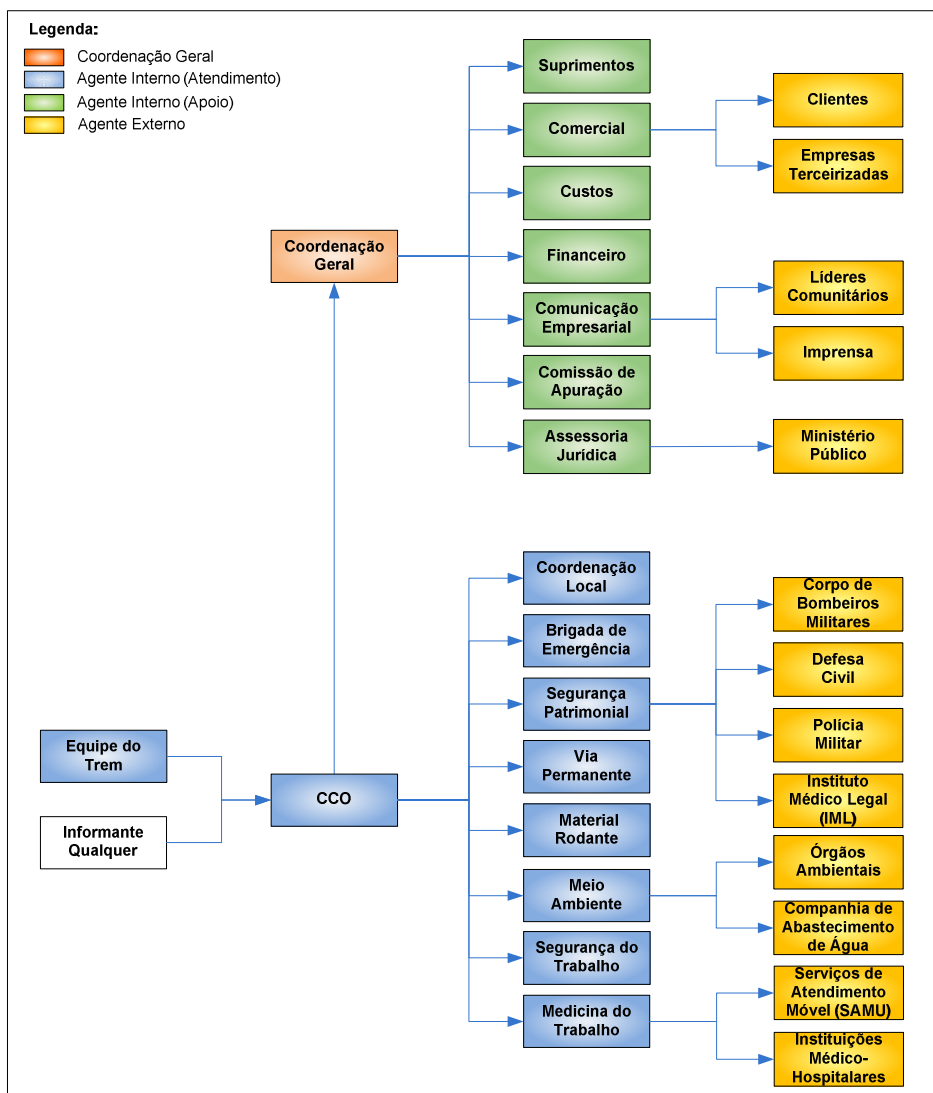 Legenda:
Coordenação Geral
Agente Interno (Atendimento)
Agente Interno (Apoio)
Agente Externo
Suprimentos
Comercial
Custos
Financeiro
Comunicação
Empresarial
Comissão de
Apuração
Assessoria
Jurídica
Clientes
Empresas
Terceirizadas
Líderes
Comunitários
Imprensa
Ministério
Público
Coordenação
Geral
Equipe do
Trem
Informante
Qualquer
CCO
Coordenação
Local
Brigada de
Emergência
Segurança
Patrimonial
Via
Permanente
Material
Rodante
Meio
Ambiente
Segurança do
Trabalho
Medicina do
Trabalho
Corpo de
Bombeiros
Militares
Defesa
Civil
Polícia
Militar
Instituto
Médico Legal
(IML)
Órgãos
Ambientais
Companhia de
Abastecimento
de Água
Serviços de
Atendimento
Móvel (SAMU)
Instituições
Médico-
Hospitalares